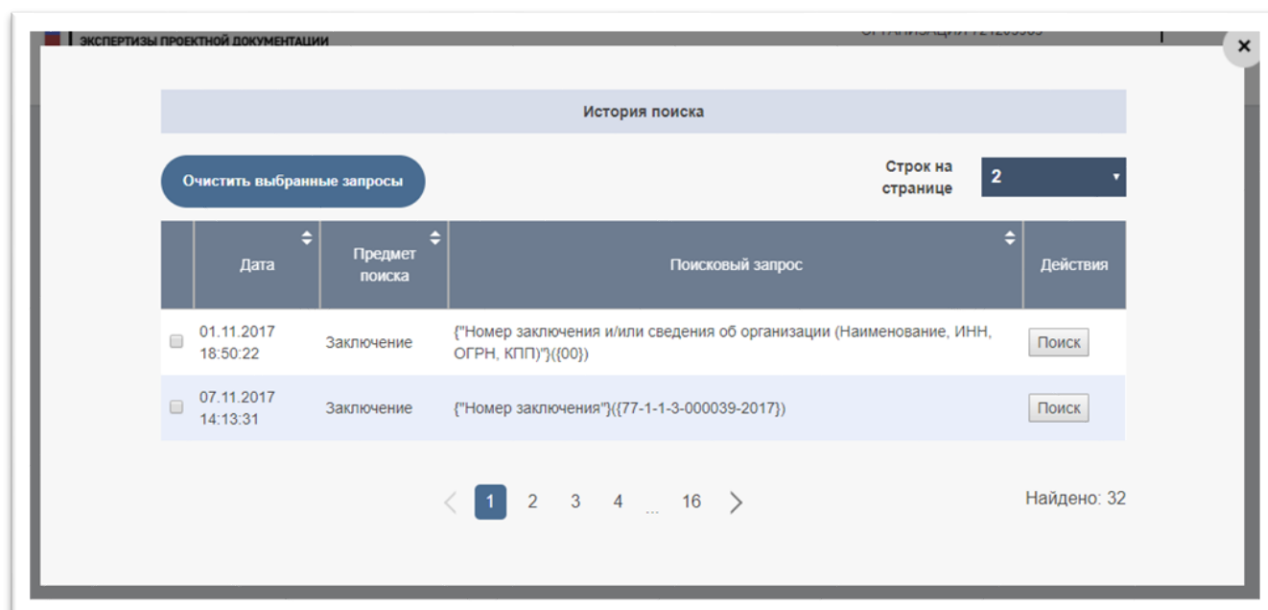 ЭКСПЕРТИЗЫ ПРОЕКТНОЙ ДОКУМЕНТАЦИИ
История поиска
Очистить выбранные запросы
Строк на
странице
2
Дата
Предмет
поиска
Поисковый запрос
Действия
01.11.2017
18:50:22
Заключение
{"Номер заключения и/или сведения об организации (Наименование, ИНН,
ОГРН, КПП)"}({00})
Поиск
07.11.2017
14:13:31
Заключение
{"Номер заключения"}({77-1-1-3-000039-2017})
Поиск
1 2 3 4 ... 16
Найдено: 32